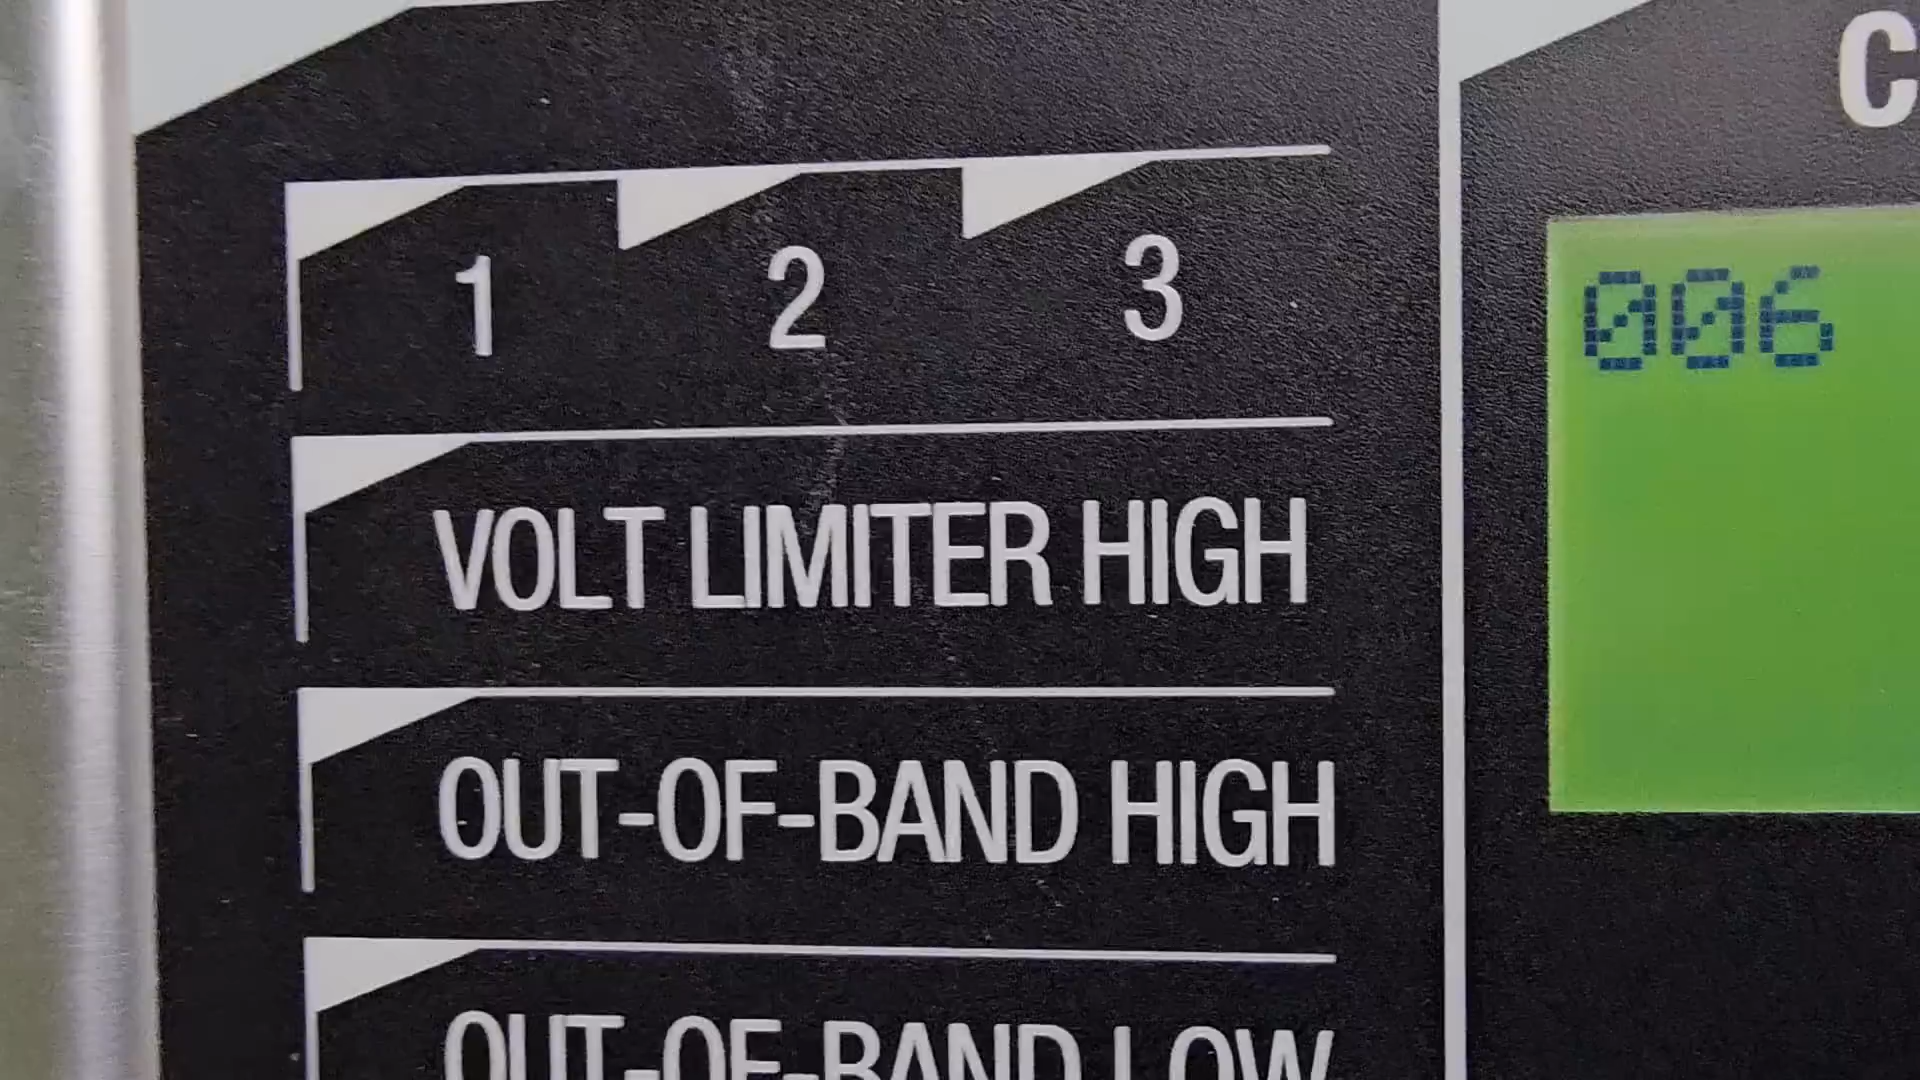 1 2 3
VOLT LIMITER HIGH
OUT-OF-BAND HIGH
OUT-OF-BAND LOW
C
006